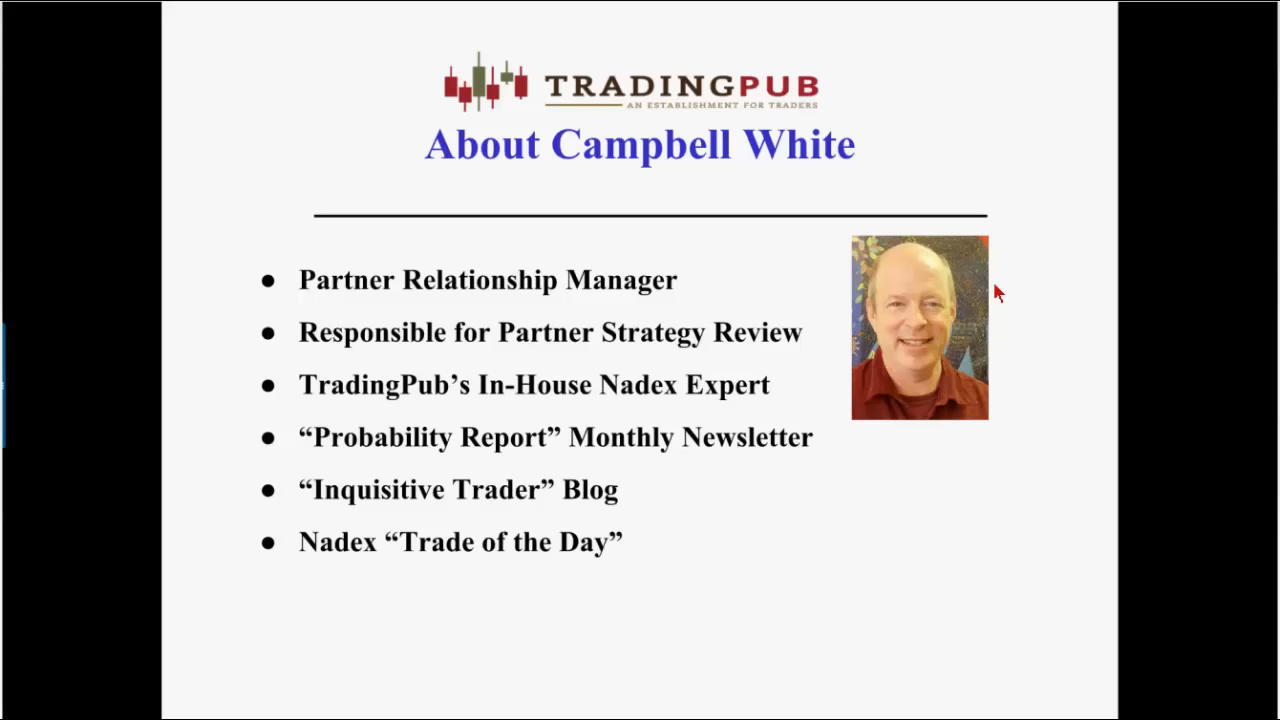 TRADINGPUB
AN ESTABLISHMENT FOR TRADERS
About Campbell White
● Partner Relationship Manager
● Responsible for Partner Strategy Review
● TradingPub’s In-House Nadex Expert
● “Probability Report” Monthly Newsletter
● “Inquisitive Trader” Blog
● Nadex “Trade of the Day”